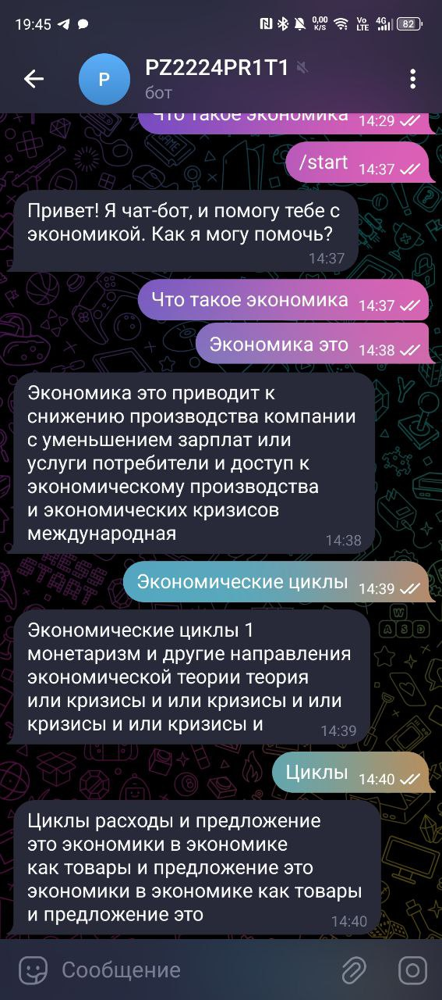 19:45
0,00 K/S
Vo LTE
4G
82
P
PZ2224PR1T1
бот
Что такое экономика 14:29
/start 14:37
Привет! Я чат-бот, и помогу тебе с
экономикой. Как я могу помочь?
14:37
Что такое экономика 14:37
Экономика это 14:38
Экономика это приводит к
снижению производства компании
с уменьшением зарплат или
услуги потребители и доступ к
экономическому производства
и экономических кризисов
международная 14:38
Экономические циклы 14:39
Экономические циклы 1
монетаризм и другие направления
экономической теории теория
или кризисы и или кризисы и или
кризисы и или кризисы и 14:39
Циклы 14:40
Циклы расходы и предложение
это экономики в экономике
как товары и предложение это
экономики в экономике как товары
и предложение это 14:40
Сообщение